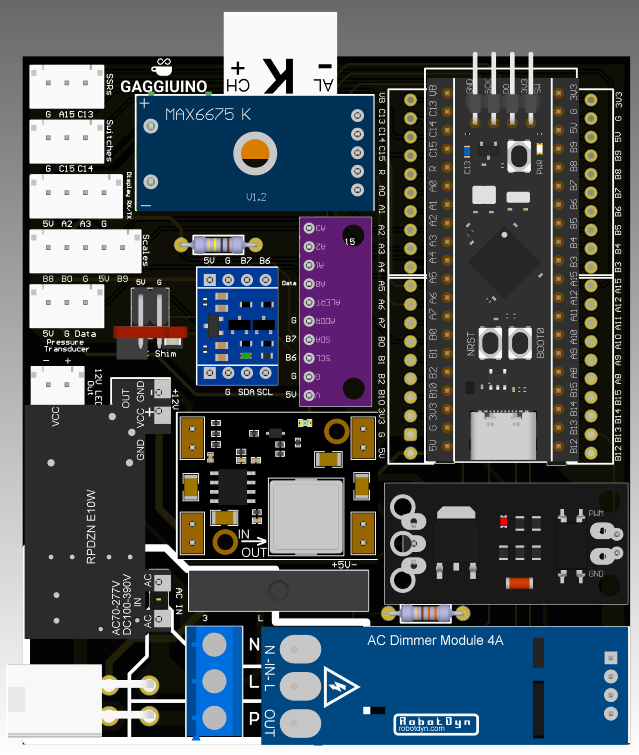 CH
+
K
AL
-
GAGGIUINO
SSRs
G A15 C13
Switches
G C15 C14
Display RX/TX
5V A2 A3 G
Scales
B8 B0 G 5V B9
5V G Data
Pressure
Transducer
5V G
Shim
- +
12V LED
Out
VCC
MAX6675 K
V1.2
+
-
5V G B7 B6
G SDA SCL
Data
G
B7
B6
G
5V
A3
A2
A1
A0
ALERT
ADDR
SDA
SCL
G
V
15
VB C13 C14 C15 R A0 A1 A2 A3 A4 A5 A6 A7 B0 B1 B2 B10 3V3 G 5V
VB C13 C14 C15 R A0 A1 A2 A3 A4 A5 A6 A7 B0 B1 B2 B10 3V3 G 5V
GND
SCK
DIO
3V3
SW
C13
PWR
NRST
BOOT0
3V3 G 5V B9 B8 B7 B6 B5 B4 B3 A15 A12 A11 A10 A9 A8 B15 B14 B13 B12
3V3 G 5V B9 B8 B7 B6 B5 B4 B3 A15 A12 A11 A10 A9 A8 B15 B14 B13 B12
OUT
GND
-
VCC
+
+12V
GND
RPDZN E10W
AC70-277V
DC100-390V
IN
AC
AC
AC IN
IN
OUT
+5V-
PWM
GND
3
L
N
L
P
N -IN- L
OUT
AC Dimmer Module 4A
RobotDyn
robotdyn.com